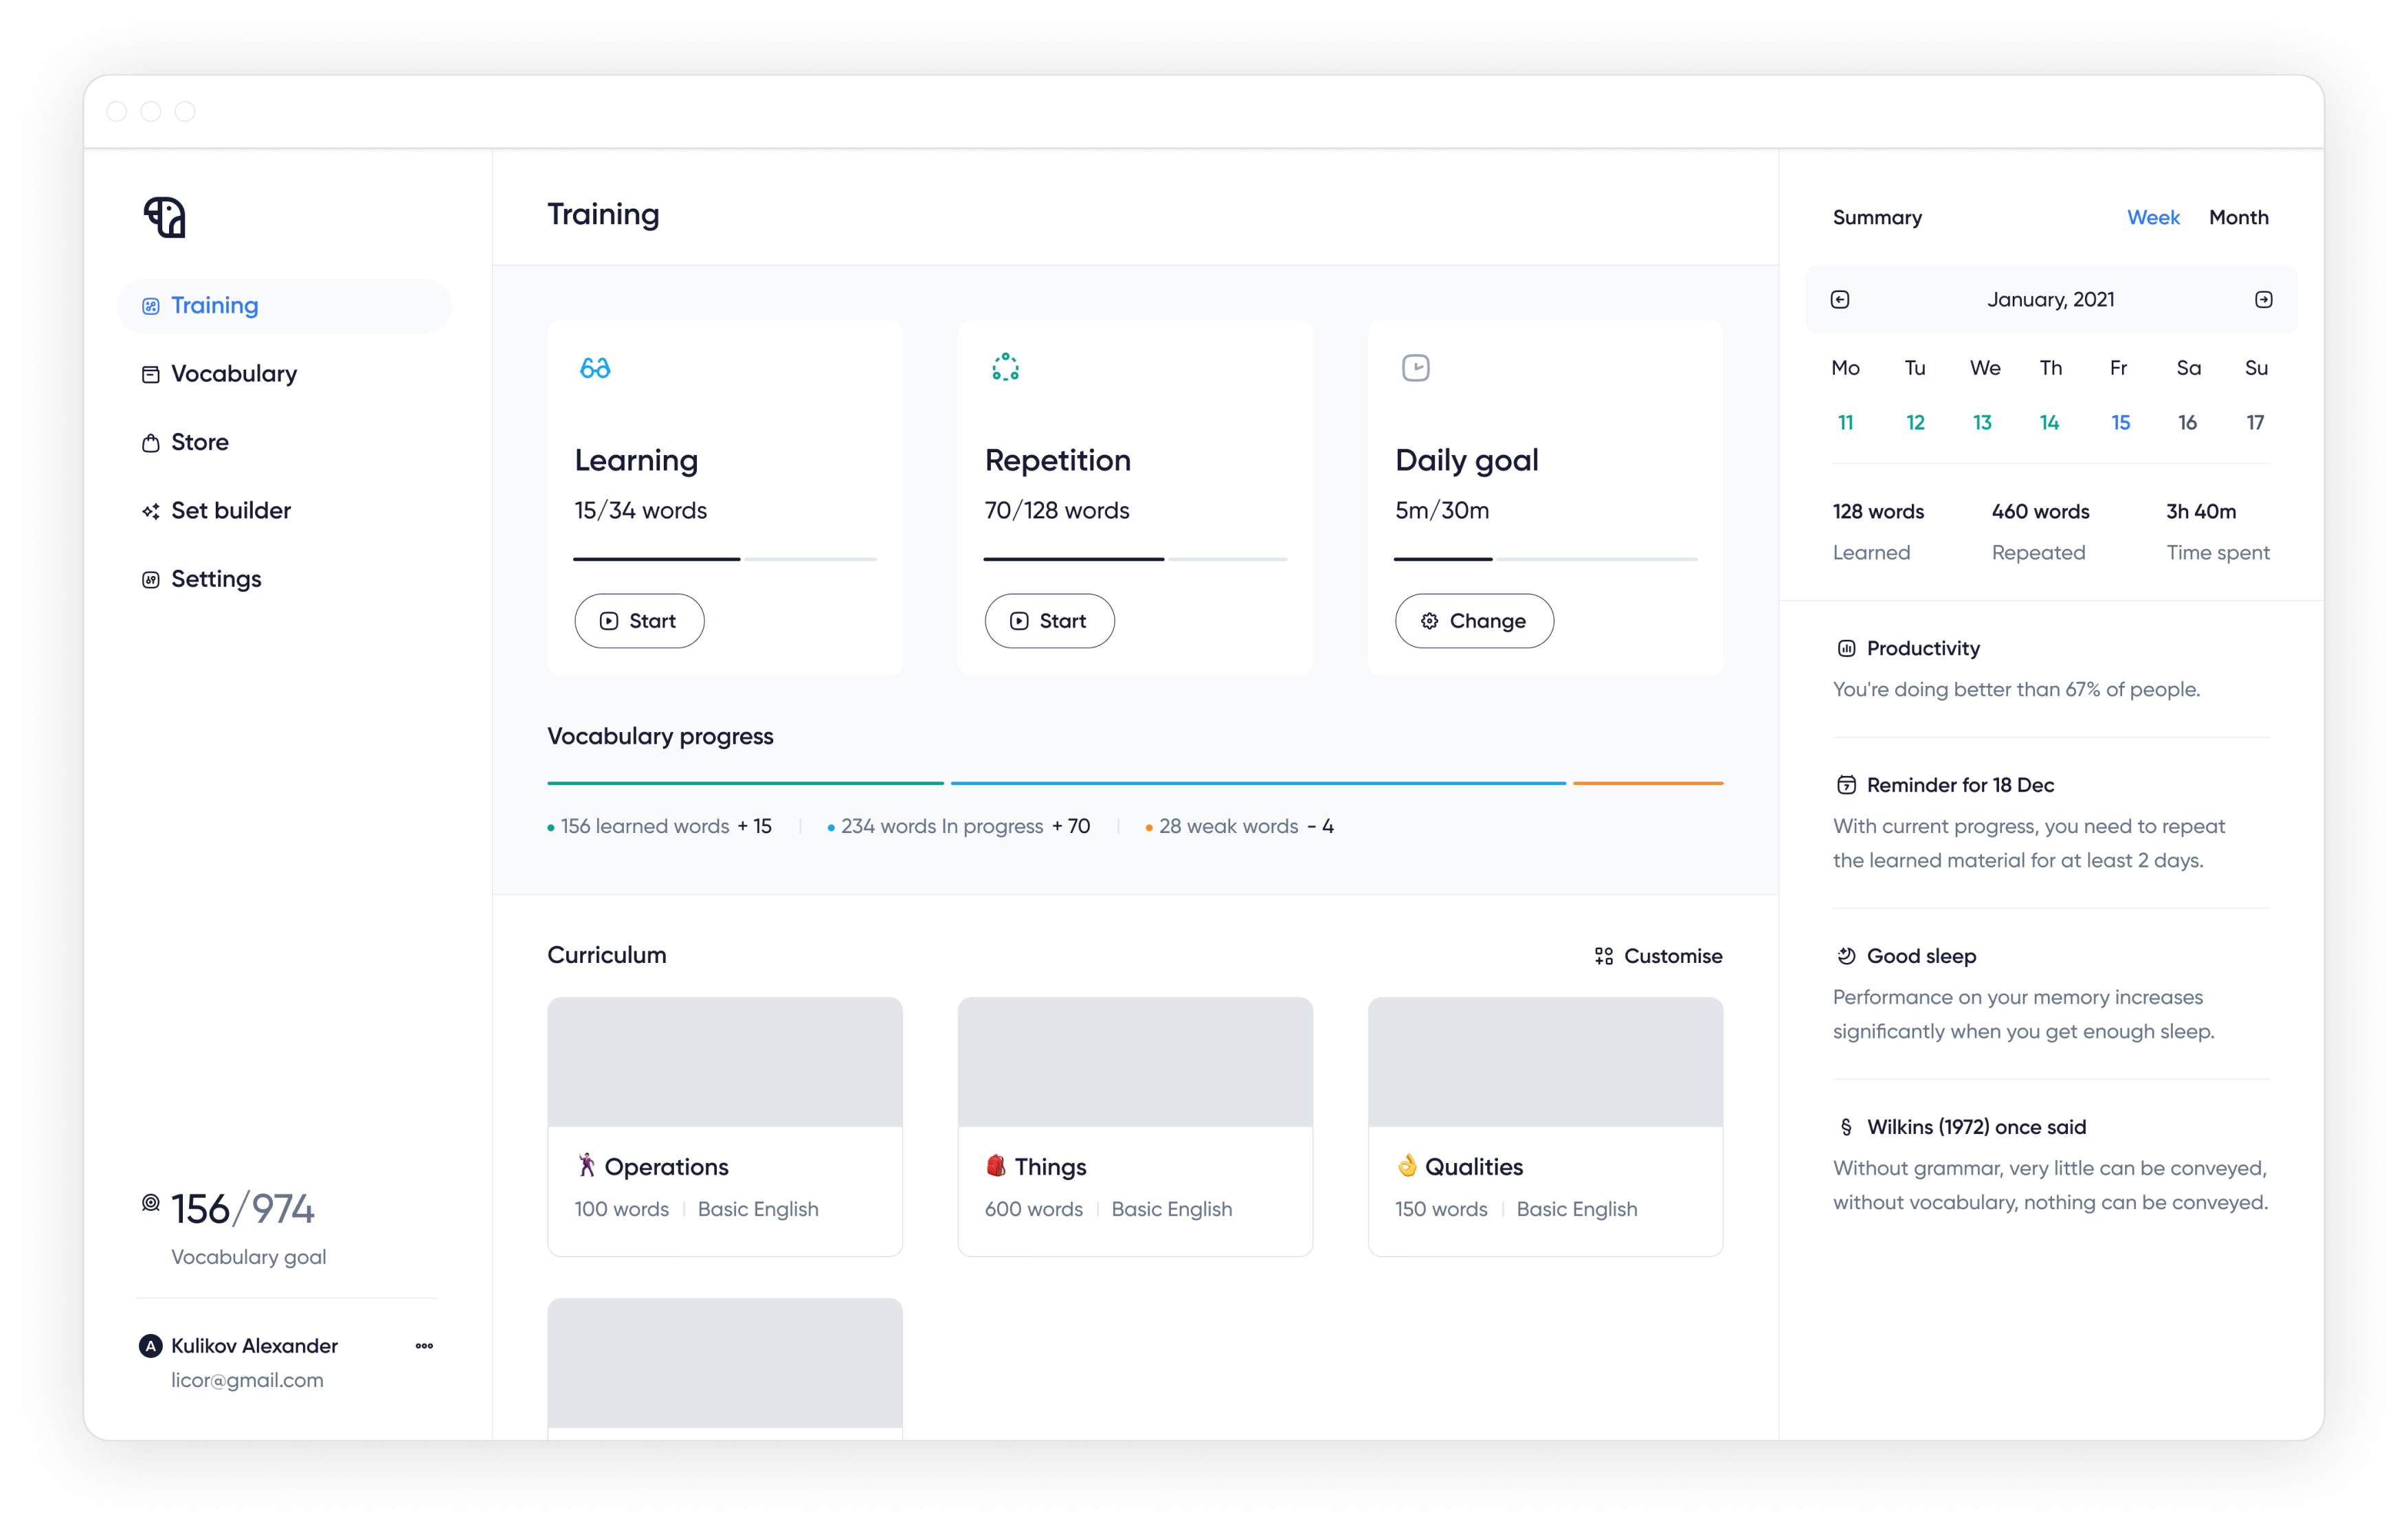 Training
Vocabulary
Store
Set builder
Settings
156/974
Vocabulary goal
A Kulikov Alexander
licor@gmail.com
Training
Learning
15/34 words
Start
Repetition
70/128 words
Start
Daily goal
5m/30m
Change
Vocabulary progress
156 learned words + 15
234 words In progress + 70
28 weak words - 4
Curriculum
Customise
Operations
100 words | Basic English
Things
600 words | Basic English
Qualities
150 words | Basic English
Summary Week Month
January, 2021
Mo Tu We Th Fr Sa Su
11 12 13 14 15 16 17
128 words 460 words 3h 40m
Learned Repeated Time spent
Productivity
You're doing better than 67% of people.
Reminder for 18 Dec
With current progress, you need to repeat
the learned material for at least 2 days.
Good sleep
Performance on your memory increases
significantly when you get enough sleep.
§ Wilkins (1972) once said
Without grammar, very little can be conveyed,
without vocabulary, nothing can be conveyed.